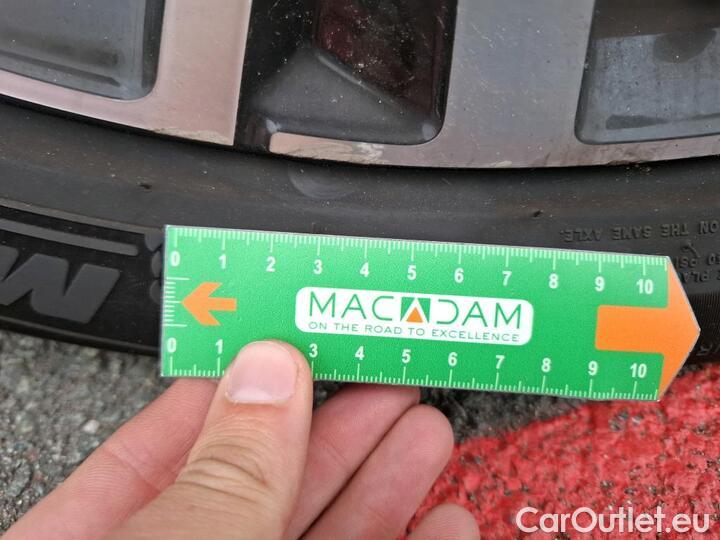 ON THE SAME AXLE.
0 1 2 3 4 5 6 7 8 9 10
MACADAM
ON THE ROAD TO EXCELLENCE
0 1 3 4 5 6 7 8 9 10
CarOutlet.eu